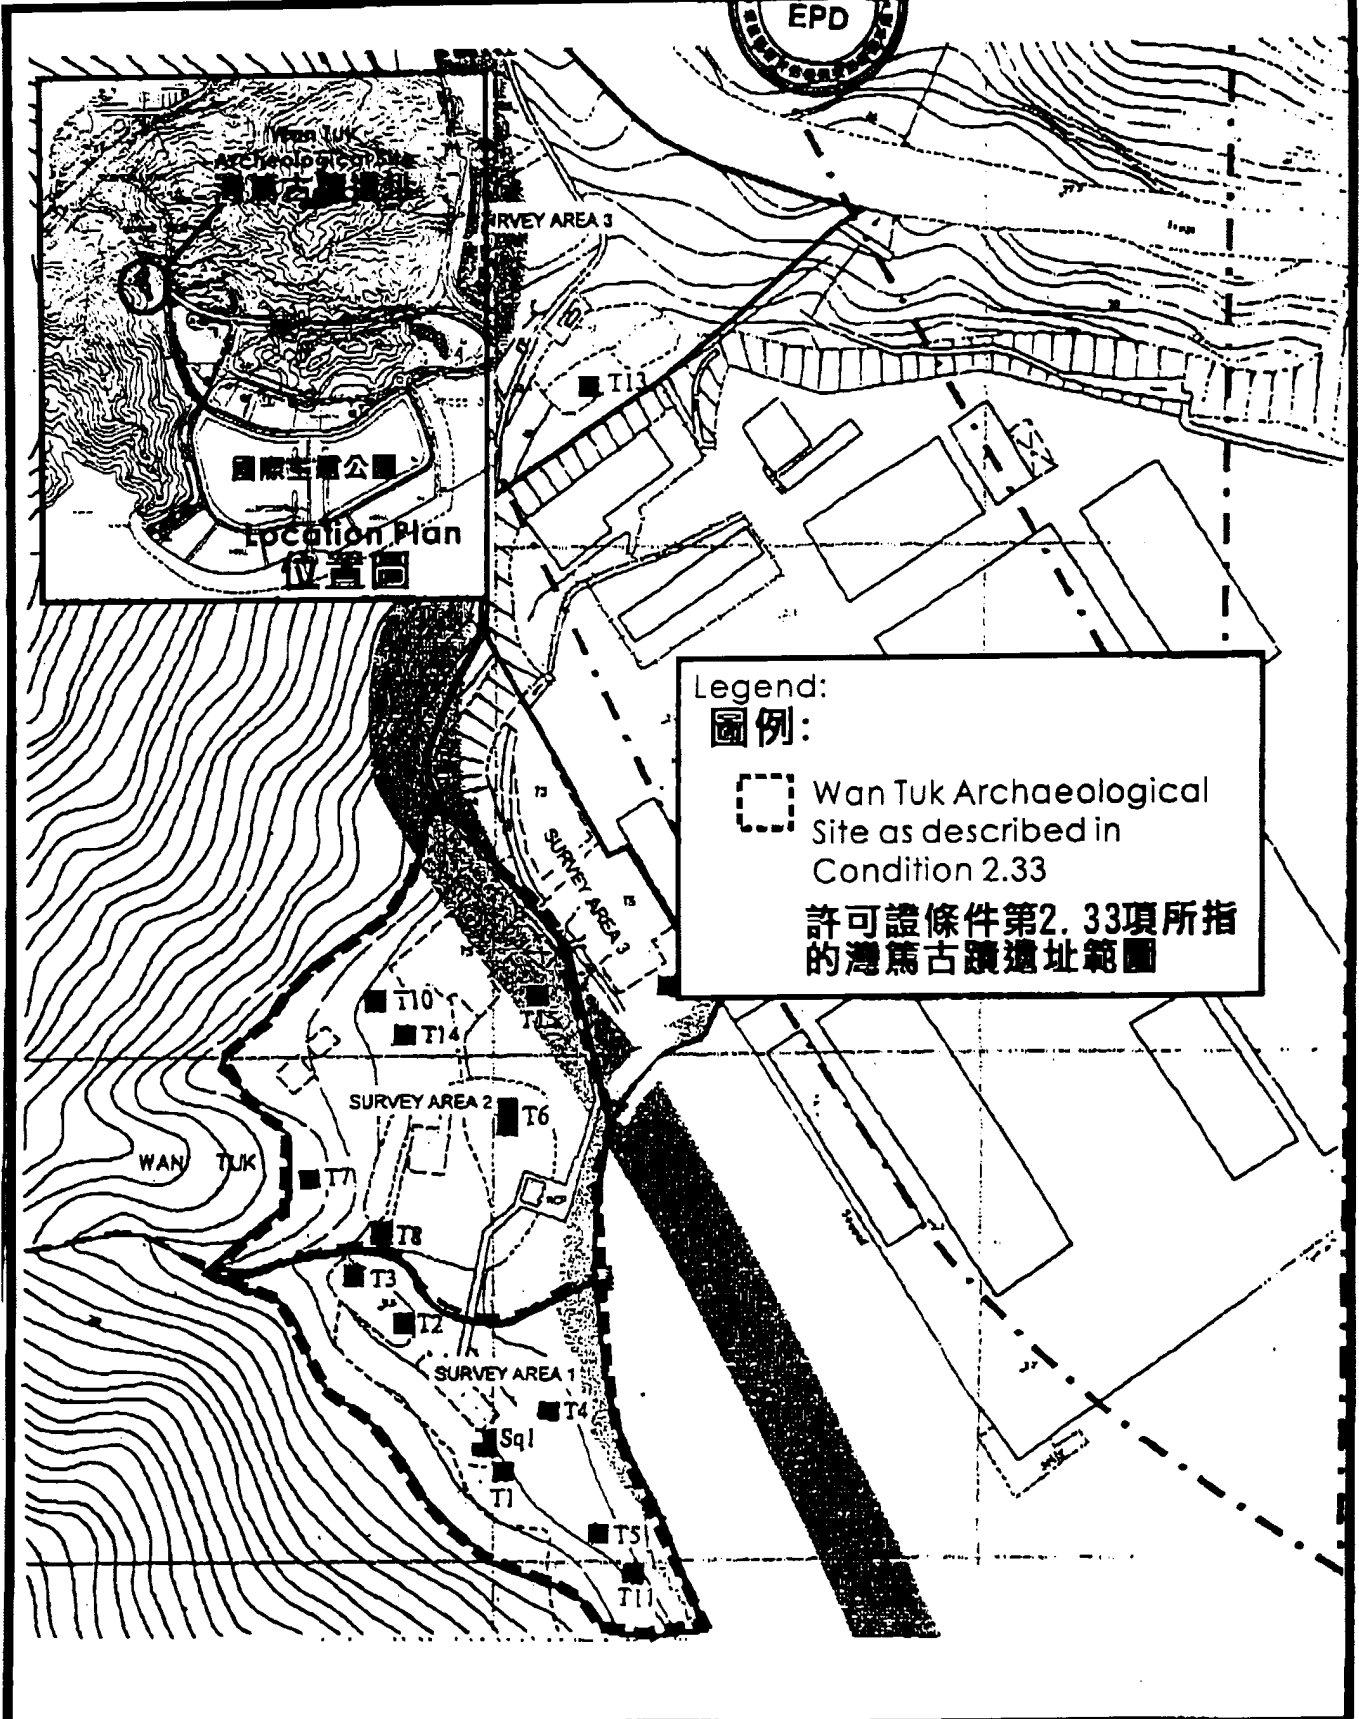 EPD
Wan Tuk
Archeological Site
灣篤古蹟遺址
國際主題公園
Location Plan
位置圖
RVEY AREA 3
T13
Legend:
圖例:
Wan Tuk Archaeological
Site as described in
Condition 2.33
許可證條件第2.33項所指
的灣篤古蹟遺址範圍
SURVEY AREA 3
T10
T14
T15
SURVEY AREA 2
T6
WAN TUK
T7
RCP
T8
T3
T2
SURVEY AREA 1
T4
Sq1
T1
T5
T11